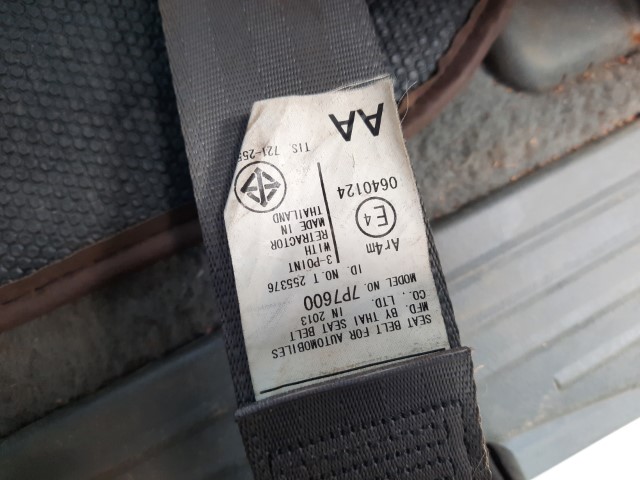 SEAT BELT FOR AUTOMOBILES
MFD. BY THAI SEAT BELT
CO., LTD. IN 2013
MODEL NO. 7P7600
ID. NO. T 255376
3-POINT
WITH
RETRACTOR
MADE IN
THAILAND
Ar4m
E4
0640124
TIS. 721-255
AA